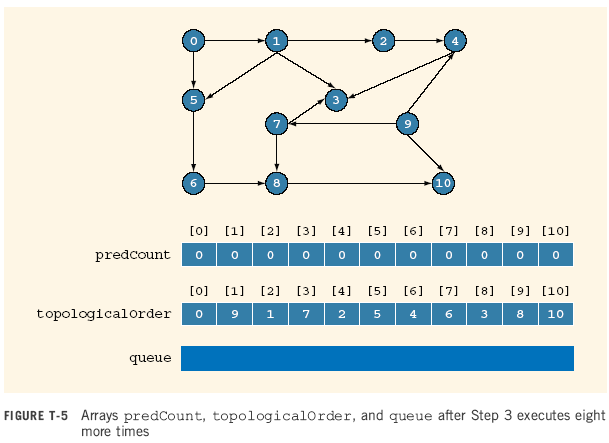 0 1 2 4
5 3
7 9
6 8 10
[0] [1] [2] [3] [4] [5] [6] [7] [8] [9] [10]
predCount 0 0 0 0 0 0 0 0 0 0 0
[0] [1] [2] [3] [4] [5] [6] [7] [8] [9] [10]
topologicalOrder 0 9 1 7 2 5 4 6 3 8 10
queue
FIGURE T-5 Arrays predCount, topologicalOrder, and queue after Step 3 executes eight
more times